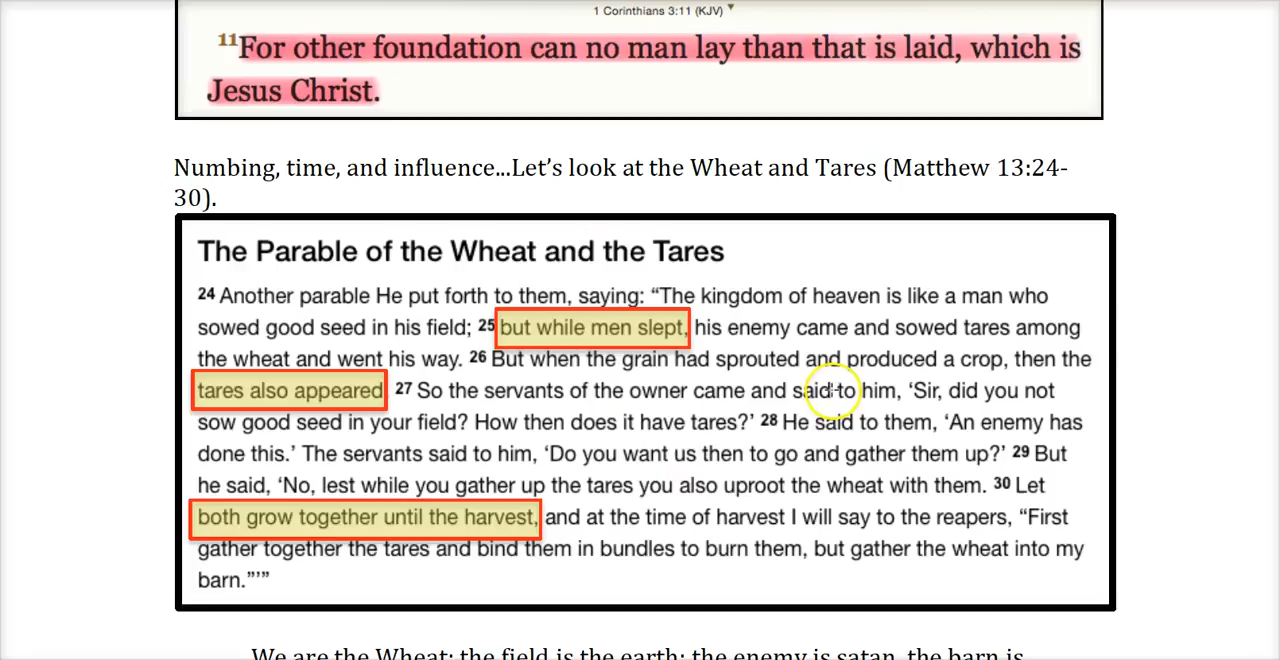 1 Corinthians 3:11 (KJV)
11For other foundation can no man lay than that is laid, which is
Jesus Christ.
Numbing, time, and influence...Let’s look at the Wheat and Tares (Matthew 13:24-
30).
The Parable of the Wheat and the Tares
24 Another parable He put forth to them, saying: “The kingdom of heaven is like a man who
sowed good seed in his field; 25 but while men slept, his enemy came and sowed tares among
the wheat and went his way. 26 But when the grain had sprouted and produced a crop, then the
tares also appeared. 27 So the servants of the owner came and said to him, ‘Sir, did you not
sow good seed in your field? How then does it have tares?’ 28 He said to them, ‘An enemy has
done this.’ The servants said to him, ‘Do you want us then to go and gather them up?’ 29 But
he said, ‘No, lest while you gather up the tares you also uproot the wheat with them. 30 Let
both grow together until the harvest, and at the time of harvest I will say to the reapers, “First
gather together the tares and bind them in bundles to burn them, but gather the wheat into my
barn.”’”
We are the Wheat; the field is the earth; the enemy is satan, the barn is